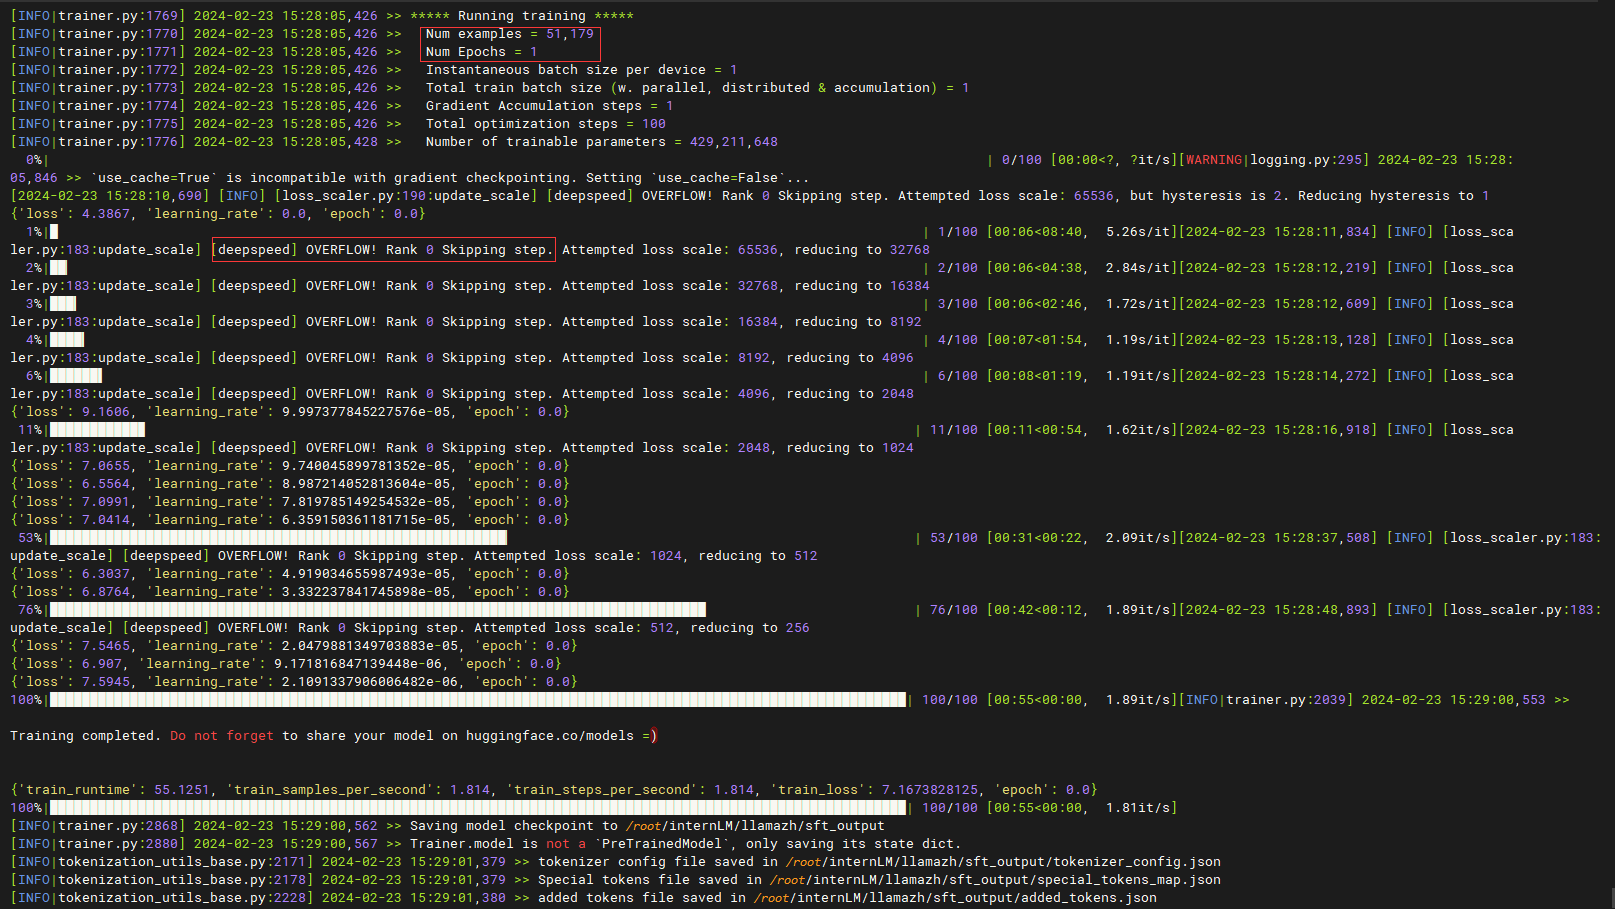 [INFO|trainer.py:1769] 2024-02-23 15:28:05,426 >> ***** Running training *****
[INFO|trainer.py:1770] 2024-02-23 15:28:05,426 >>   Num examples = 51,179
[INFO|trainer.py:1771] 2024-02-23 15:28:05,426 >>   Num Epochs = 1
[INFO|trainer.py:1772] 2024-02-23 15:28:05,426 >>   Instantaneous batch size per device = 1
[INFO|trainer.py:1773] 2024-02-23 15:28:05,426 >>   Total train batch size (w. parallel, distributed & accumulation) = 1
[INFO|trainer.py:1774] 2024-02-23 15:28:05,426 >>   Gradient Accumulation steps = 1
[INFO|trainer.py:1775] 2024-02-23 15:28:05,426 >>   Total optimization steps = 100
[INFO|trainer.py:1776] 2024-02-23 15:28:05,428 >>   Number of trainable parameters = 429,211,648
0%| | 0/100 [00:00<?, ?it/s][WARNING|logging.py:295] 2024-02-23 15:28:
05,846 >> `use_cache=True` is incompatible with gradient checkpointing. Setting `use_cache=False`...
[2024-02-23 15:28:10,690] [INFO] [loss_scaler.py:190:update_scale] [deepspeed] OVERFLOW! Rank 0 Skipping step. Attempted loss scale: 65536, but hysteresis is 2. Reducing hysteresis to 1
{'loss': 4.3867, 'learning_rate': 0.0, 'epoch': 0.0}
1%| | 1/100 [00:06<08:40,  5.26s/it][2024-02-23 15:28:11,834] [INFO] [loss_sca
ler.py:183:update_scale] [deepspeed] OVERFLOW! Rank 0 Skipping step. Attempted loss scale: 65536, reducing to 32768
2%| | 2/100 [00:06<04:38,  2.84s/it][2024-02-23 15:28:12,219] [INFO] [loss_sca
ler.py:183:update_scale] [deepspeed] OVERFLOW! Rank 0 Skipping step. Attempted loss scale: 32768, reducing to 16384
3%| | 3/100 [00:06<02:46,  1.72s/it][2024-02-23 15:28:12,609] [INFO] [loss_sca
ler.py:183:update_scale] [deepspeed] OVERFLOW! Rank 0 Skipping step. Attempted loss scale: 16384, reducing to 8192
4%| | 4/100 [00:07<01:54,  1.19s/it][2024-02-23 15:28:13,128] [INFO] [loss_sca
ler.py:183:update_scale] [deepspeed] OVERFLOW! Rank 0 Skipping step. Attempted loss scale: 8192, reducing to 4096
6%| | 6/100 [00:08<01:19,  1.19it/s][2024-02-23 15:28:14,272] [INFO] [loss_sca
ler.py:183:update_scale] [deepspeed] OVERFLOW! Rank 0 Skipping step. Attempted loss scale: 4096, reducing to 2048
{'loss': 9.1606, 'learning_rate': 9.997377845227576e-05, 'epoch': 0.0}
11%| | 11/100 [00:11<00:54,  1.62it/s][2024-02-23 15:28:16,918] [INFO] [loss_sca
ler.py:183:update_scale] [deepspeed] OVERFLOW! Rank 0 Skipping step. Attempted loss scale: 2048, reducing to 1024
{'loss': 7.0655, 'learning_rate': 9.740045899781352e-05, 'epoch': 0.0}
{'loss': 6.5564, 'learning_rate': 8.987214052813604e-05, 'epoch': 0.0}
{'loss': 7.0991, 'learning_rate': 7.819785149254532e-05, 'epoch': 0.0}
{'loss': 7.0414, 'learning_rate': 6.359150361181715e-05, 'epoch': 0.0}
53%| | 53/100 [00:31<00:22,  2.09it/s][2024-02-23 15:28:37,508] [INFO] [loss_scaler.py:183:
update_scale] [deepspeed] OVERFLOW! Rank 0 Skipping step. Attempted loss scale: 1024, reducing to 512
{'loss': 6.3037, 'learning_rate': 4.919034655987493e-05, 'epoch': 0.0}
{'loss': 6.8764, 'learning_rate': 3.332237841745898e-05, 'epoch': 0.0}
76%| | 76/100 [00:42<00:12,  1.89it/s][2024-02-23 15:28:48,893] [INFO] [loss_scaler.py:183:
update_scale] [deepspeed] OVERFLOW! Rank 0 Skipping step. Attempted loss scale: 512, reducing to 256
{'loss': 7.5465, 'learning_rate': 2.0479881349703883e-05, 'epoch': 0.0}
{'loss': 6.907, 'learning_rate': 9.171816847139448e-06, 'epoch': 0.0}
{'loss': 7.5945, 'learning_rate': 2.1091337906006482e-06, 'epoch': 0.0}
100%| | 100/100 [00:55<00:00,  1.89it/s][INFO|trainer.py:2039] 2024-02-23 15:29:00,553 >>
Training completed. Do not forget to share your model on huggingface.co/models =)
{'train_runtime': 55.1251, 'train_samples_per_second': 1.814, 'train_steps_per_second': 1.814, 'train_loss': 7.1673828125, 'epoch': 0.0}
100%| | 100/100 [00:55<00:00,  1.81it/s]
[INFO|trainer.py:2868] 2024-02-23 15:29:00,562 >> Saving model checkpoint to /root/internLM/llamazh/sft_output
[INFO|trainer.py:2880] 2024-02-23 15:29:00,567 >> Trainer.model is not a `PreTrainedModel`, only saving its state dict.
[INFO|tokenization_utils_base.py:2171] 2024-02-23 15:29:01,379 >> tokenizer config file saved in /root/internLM/llamazh/sft_output/tokenizer_config.json
[INFO|tokenization_utils_base.py:2178] 2024-02-23 15:29:01,379 >> Special tokens file saved in /root/internLM/llamazh/sft_output/special_tokens_map.json
[INFO|tokenization_utils_base.py:2228] 2024-02-23 15:29:01,380 >> added tokens file saved in /root/internLM/llamazh/sft_output/added_tokens.json